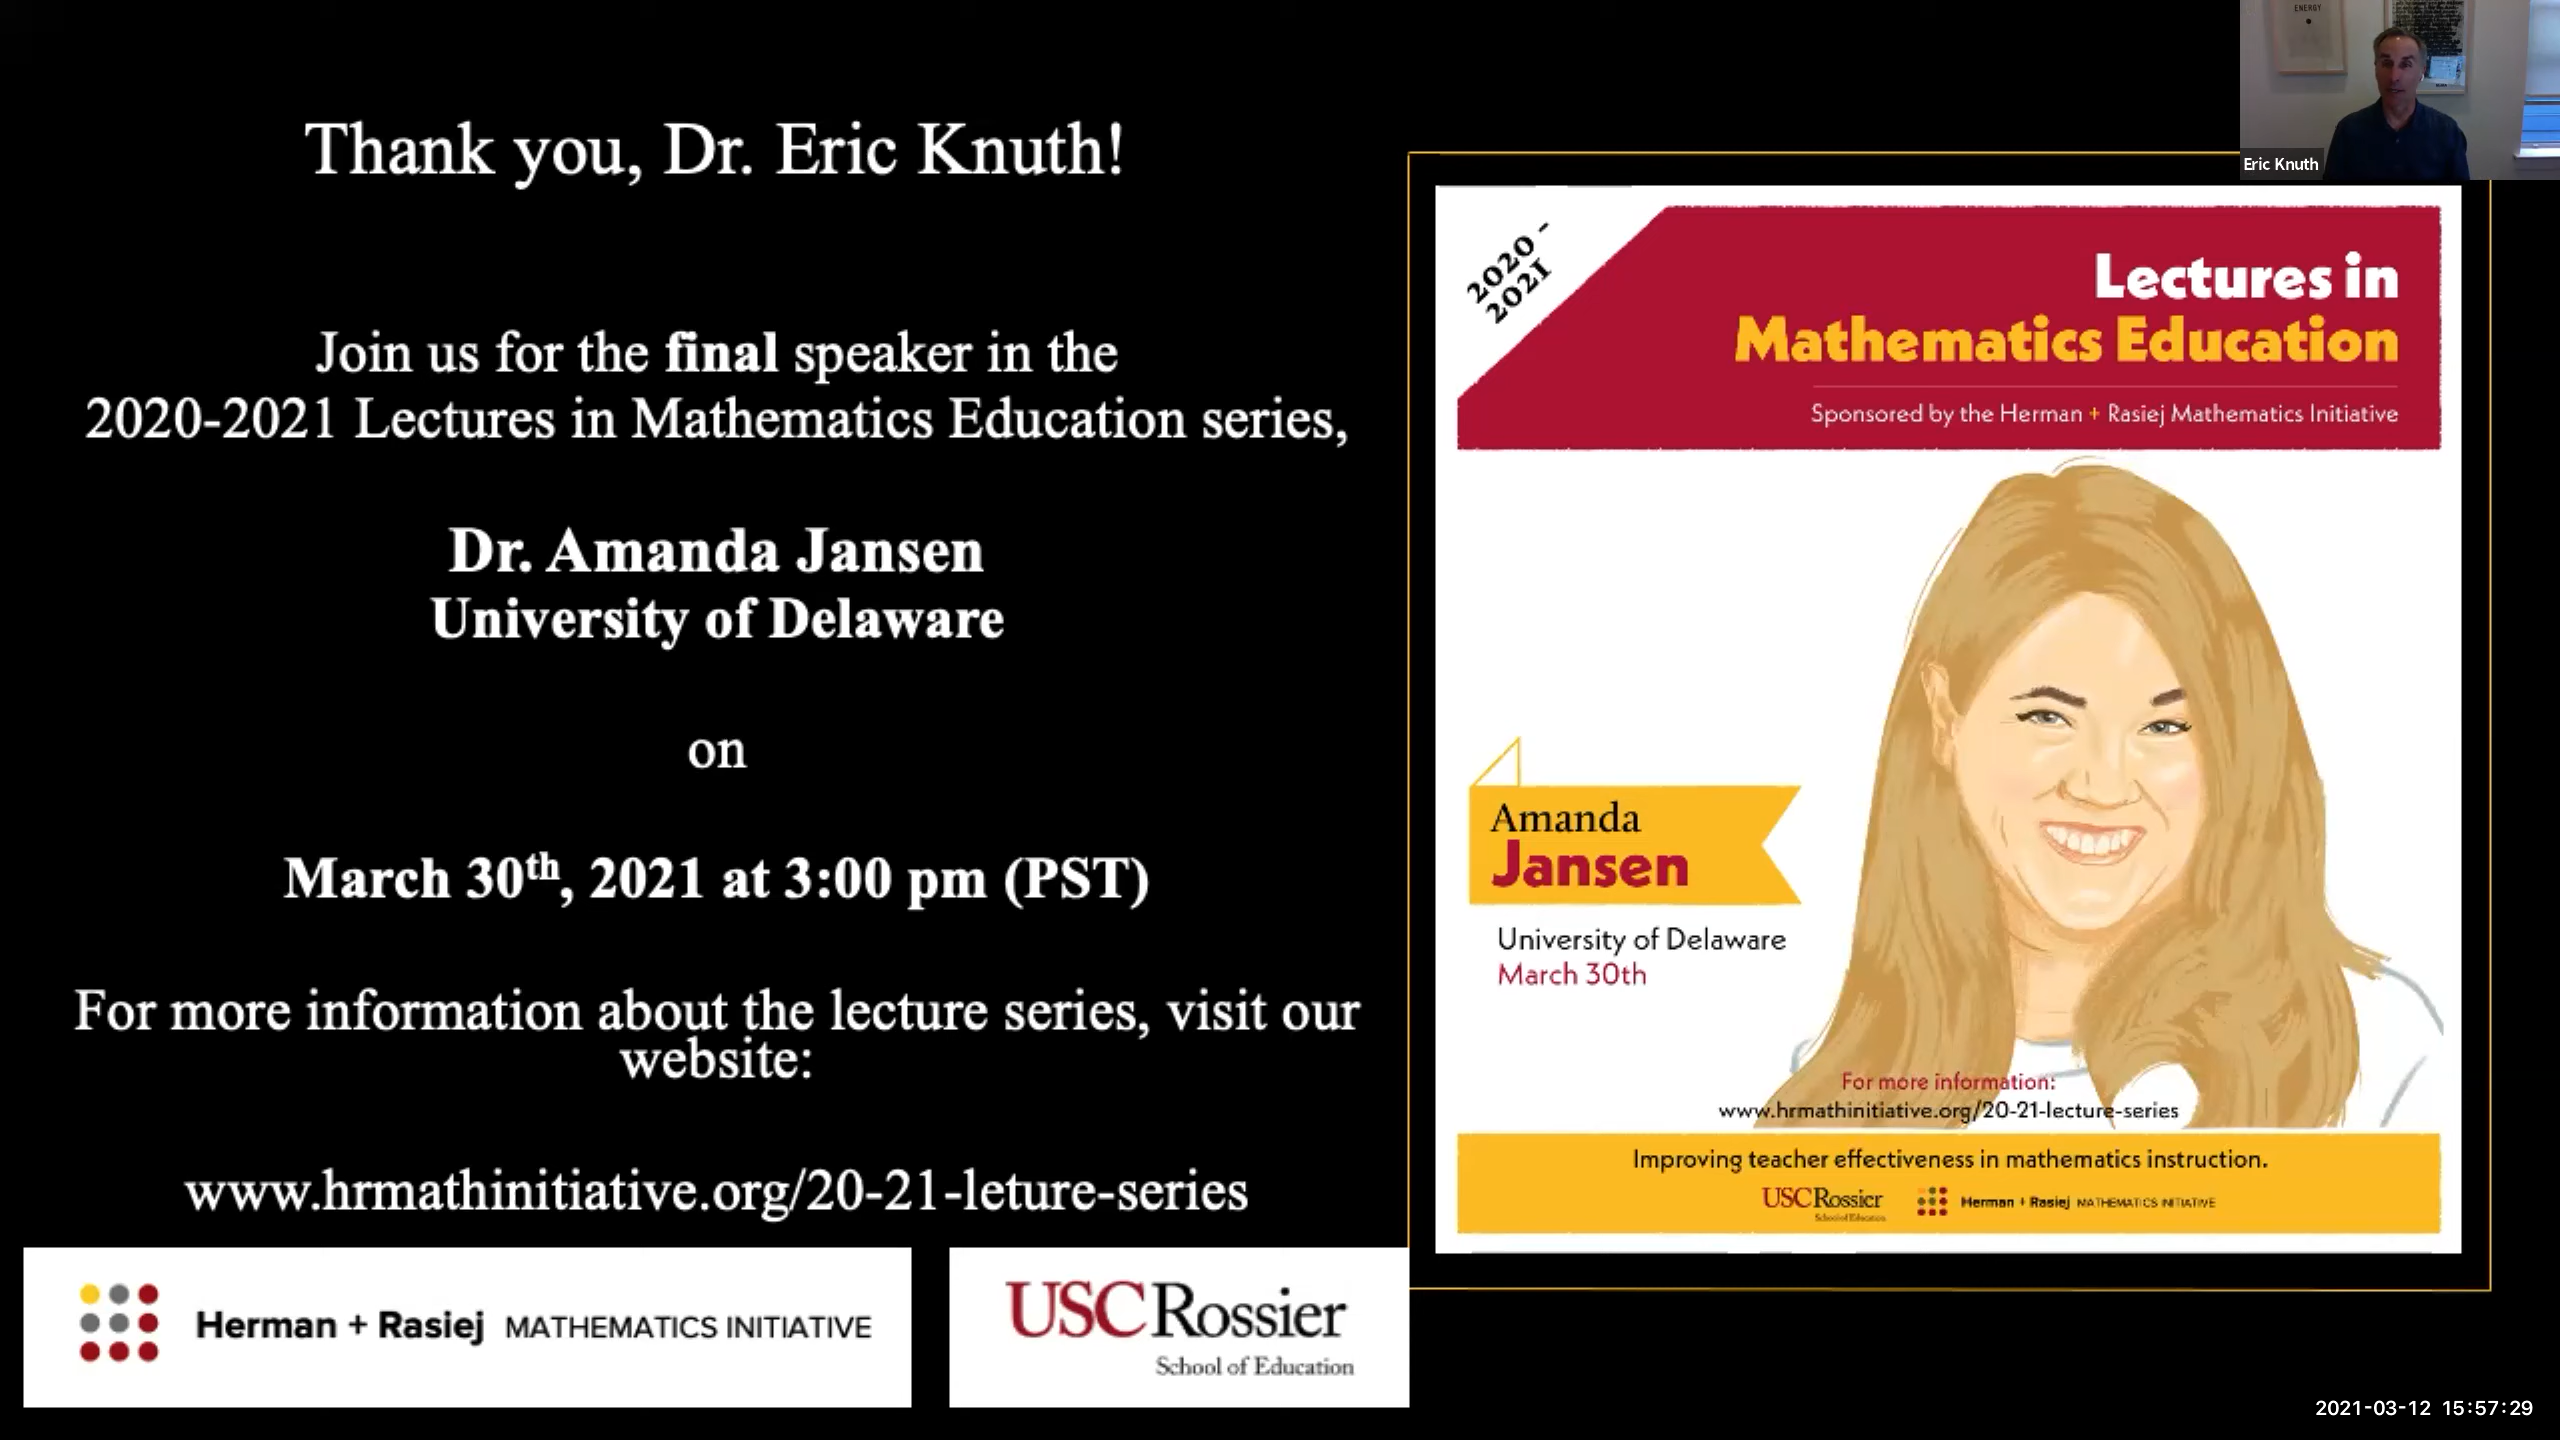 Thank you, Dr. Eric Knuth!
Join us for the final speaker in the
2020-2021 Lectures in Mathematics Education series,
Dr. Amanda Jansen
University of Delaware
on
March 30th, 2021 at 3:00 pm (PST)
For more information about the lecture series, visit our
website:
www.hrmathinitiative.org/20-21-leture-series
Herman + Rasiej MATHEMATICS INITIATIVE
USC Rossier
School of Education
ENERGY
Eric Knuth
2020 -
2021
Lectures in
Mathematics Education
Sponsored by the Herman + Rasiej Mathematics Initiative
Amanda
Jansen
University of Delaware
March 30th
For more information:
www.hrmathinitiative.org/20-21-lecture-series
Improving teacher effectiveness in mathematics instruction.
USC Rossier
School of Education
Herman + Rasiej MATHEMATICS INITIATIVE
2021-03-12 15:57:29